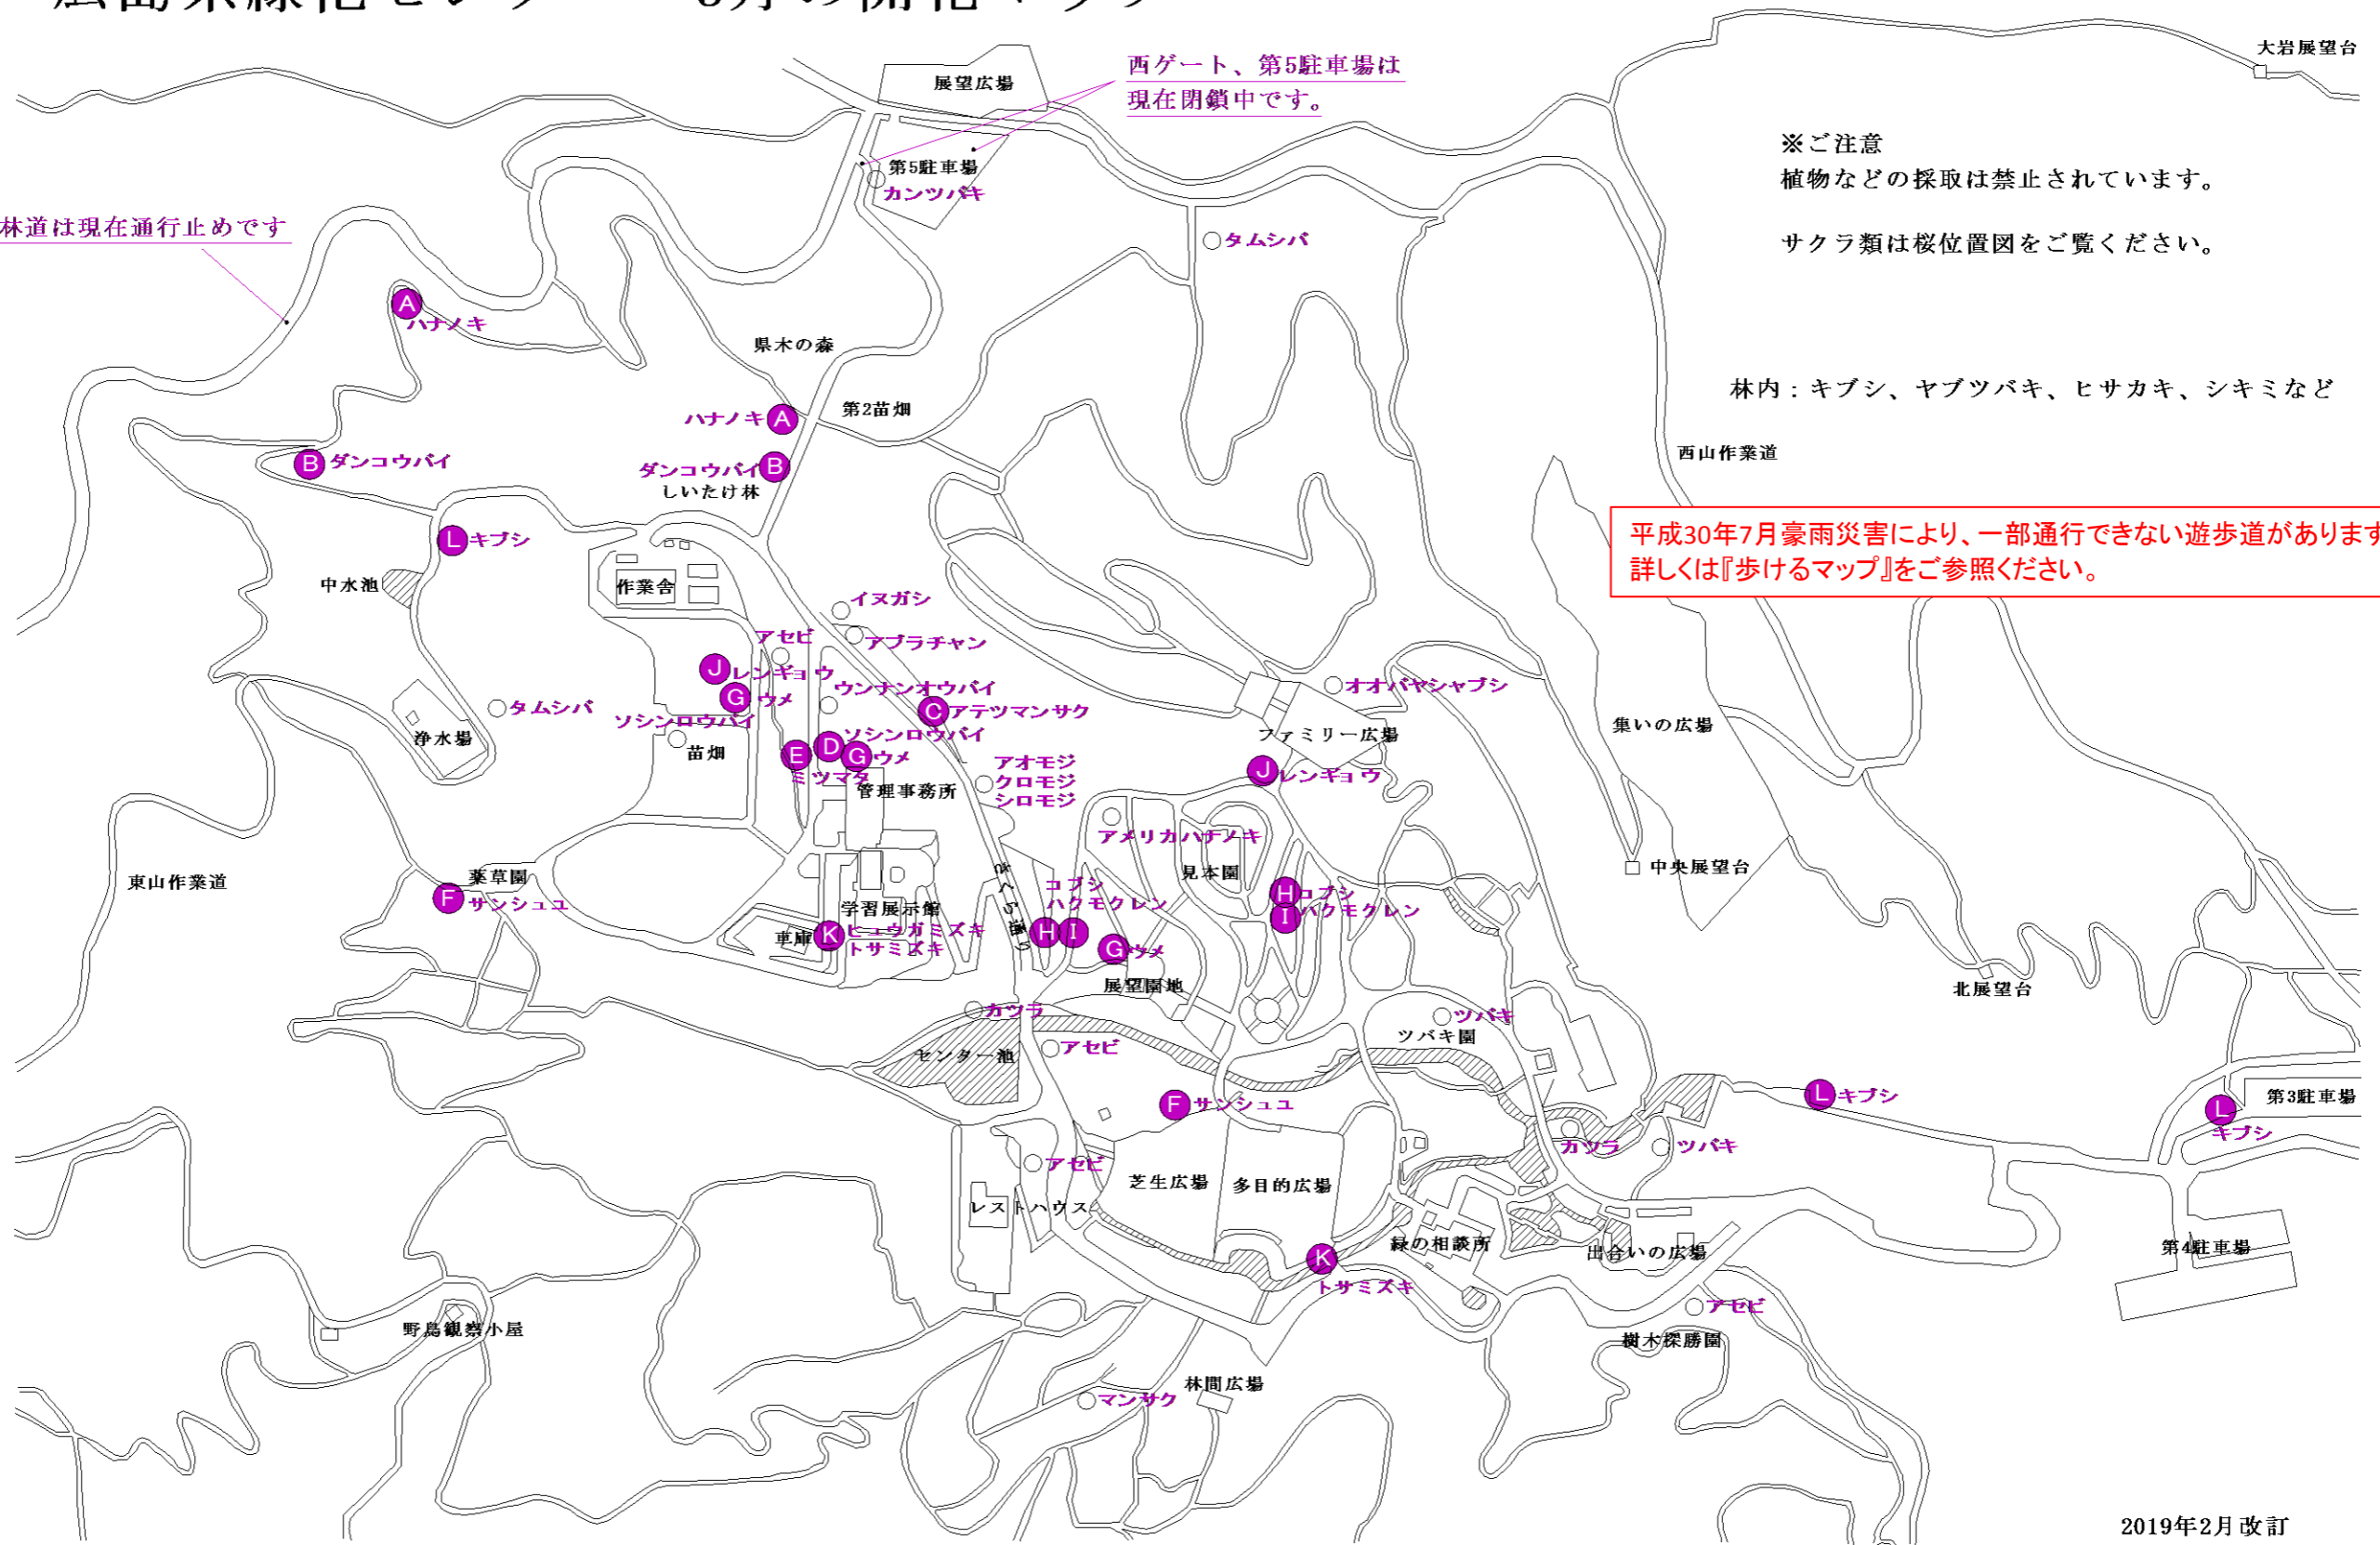 大岩展望台
西ゲート、第5駐車場は
現在閉鎖中です。
展望広場
※ご注意
植物などの採取は禁止されています。
サクラ類は桜位置図をご覧ください。
第5駐車場
カンツバキ
林道は現在通行止めです
タムシバ
A
ハナノキ
県木の森
林内：キブシ、ヤブツバキ、ヒサカキ、シキミなど
ハナノキ A
第2苗畑
西山作業道
B ダンコウバイ
ダンコウバイ B
しいたけ林
平成30年7月豪雨災害により、一部通行できない遊歩道があります
詳しくは『歩けるマップ』をご参照ください。
L キブシ
中水池
作業舎
イヌガシ
アセビ
アブラチャン
J レンギョウ
G ウメ
ウンナンオウバイ
C アテツマンサク
オオバヤシャブシ
タムシバ
ソシンロウバイ
浄水場
苗畑
集いの広場
ファミリー広場
E
ミツマタ
D ソシンロウバイ
G ウメ
管理事務所
アオモジ
クロモジ
シロモジ
J レンギョウ
アメリカハナノキ
見本園
中央展望台
東山作業道
薬草園
F サンシュユ
さくら通り
コブシ
ハクモクレン
H I
H コブシ
I ハクモクレン
学習展示館
車庫
K ヒュウガミズキ
トサミズキ
G ウメ
展望園地
北展望台
カツラ
ツバキ
ツバキ園
センター池
アセビ
F サンシュユ
L キブシ
第3駐車場
L
キブシ
カツラ
ツバキ
アセビ
芝生広場
多目的広場
レストハウス
緑の相談所
出合いの広場
第4駐車場
K
トサミズキ
アセビ
野鳥観察小屋
樹木探勝園
林間広場
マンサク
2019年2月改訂